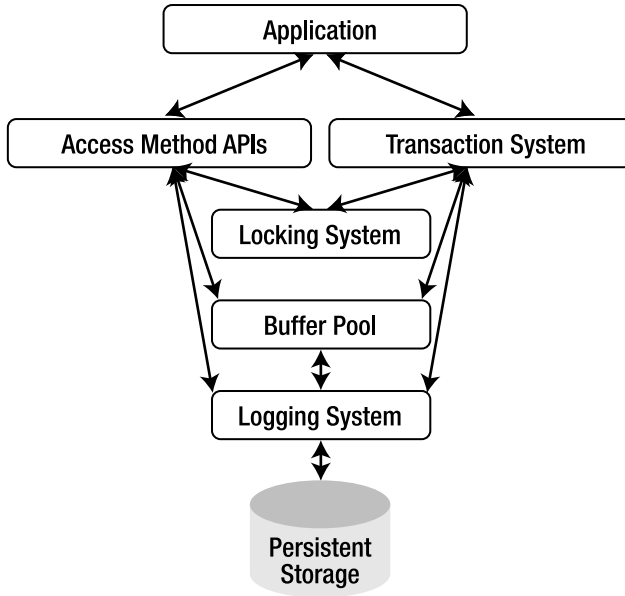 Application
Access Method APIs
Transaction System
Locking System
Buffer Pool
Logging System
Persistent
Storage